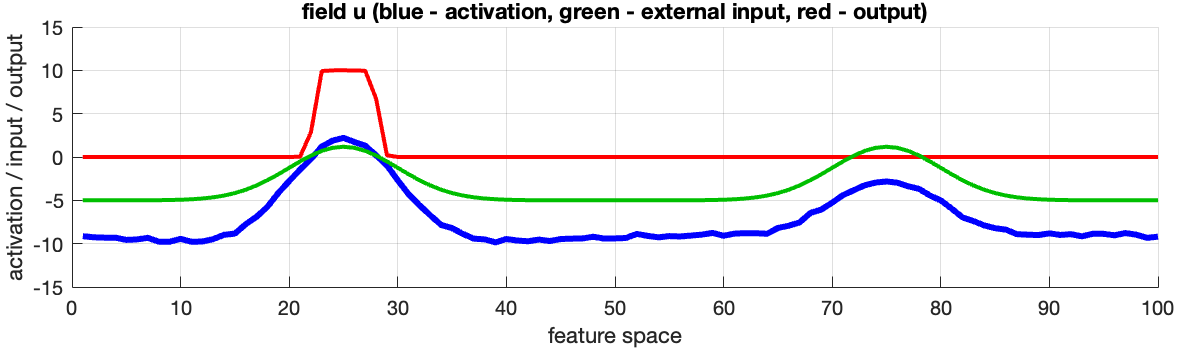 field u (blue - activation, green - external input, red - output)
activation / input / output
15
10
5
0
-5
-10
-15
0 10 20 30 40 50 60 70 80 90 100
feature space